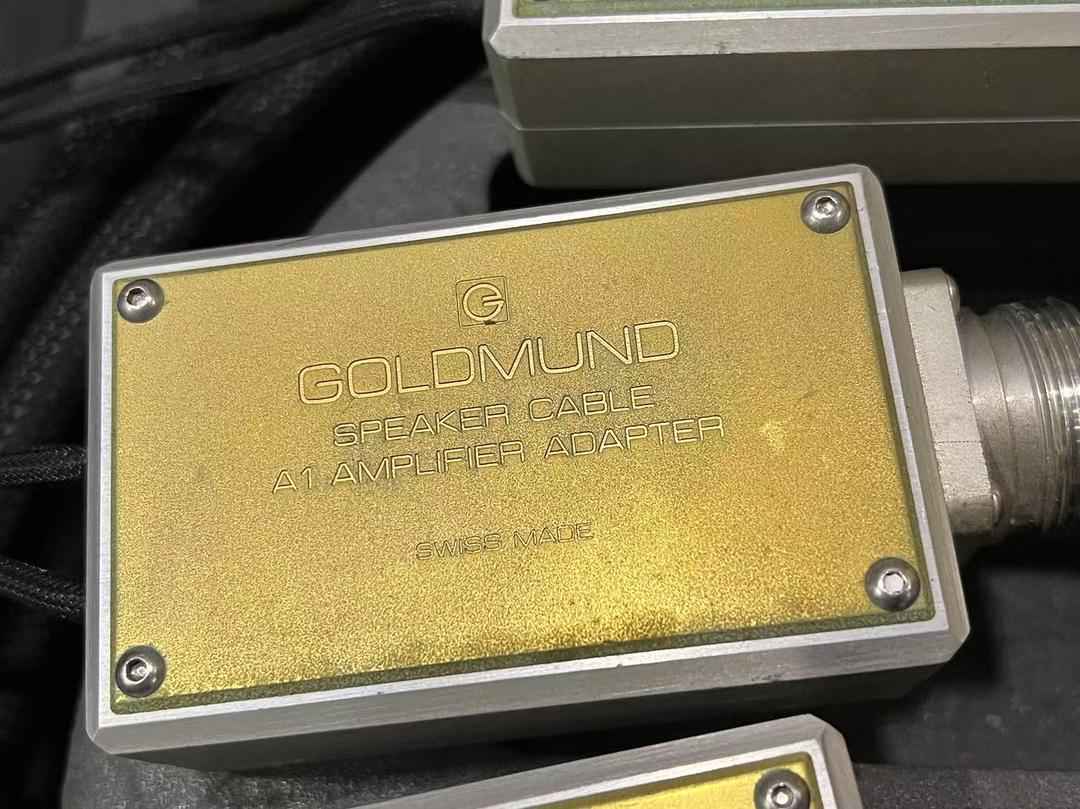 G
GOLDMUND
SPEAKER CABLE
A1 AMPLIFIER ADAPTER
SWISS MADE